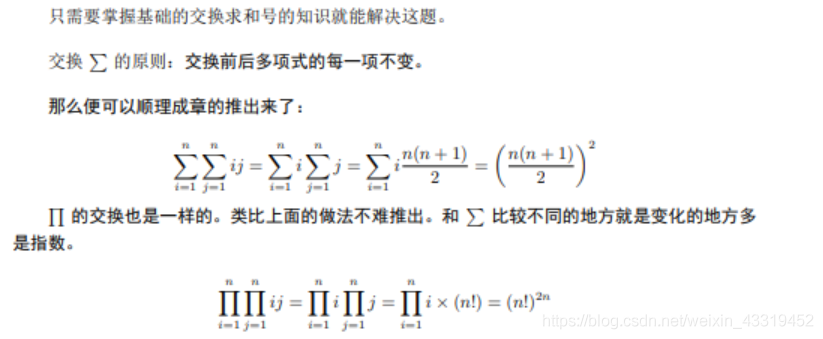 只需要掌握基础的交换求和号的知识就能解决这题。
交换 ∑ 的原则：交换前后多项式的每一项不变。
那么便可以顺理成章的推出来了：
$$\sum_{i=1}^{n}\sum_{j=1}^{n} ij = \sum_{i=1}^{n} i \sum_{j=1}^{n} j = \sum_{i=1}^{n} i \frac{n(n+1)}{2} = \left(\frac{n(n+1)}{2}\right)^2$$
∏ 的交换也是一样的。类比上面的做法不难推出。和 ∑ 比较不同的地方就是变化的地方多
是指数。
$$\prod_{i=1}^{n}\prod_{j=1}^{n} ij = \prod_{i=1}^{n} i \prod_{j=1}^{n} j = \prod_{i=1}^{n} i \times (n!) = (n!)^{2n}$$
https://blog.csdn.net/weixin_43319452